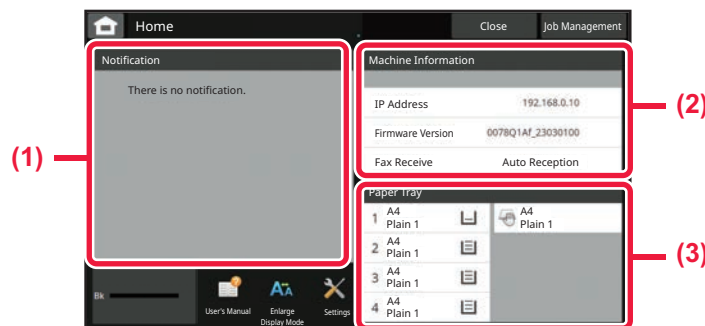 Home
Close
Job Management
Notification
There is no notification.
(1)
Machine Information
IP Address 192.168.0.10
Firmware Version 0078Q1Af_23030100
Fax Receive Auto Reception
(2)
Paper Tray
1 A4
Plain 1
2 A4
Plain 1
3 A4
Plain 1
4 A4
Plain 1
A4
Plain 1
(3)
Bk
User's Manual
Enlarge
Display Mode
Settings